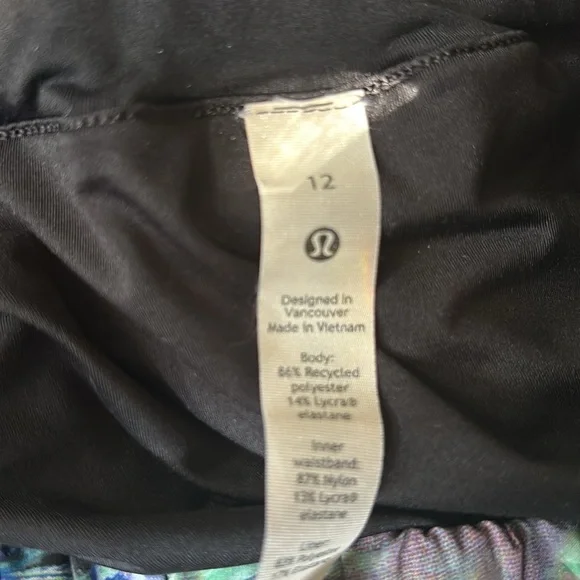 12
Designed in
Vancouver
Made in Vietnam
Body:
86% Recycled
polyester
14% Lycra®
elastane
Inner
waistband:
87% Nylon
13% Lycra®
elastane
Liner: